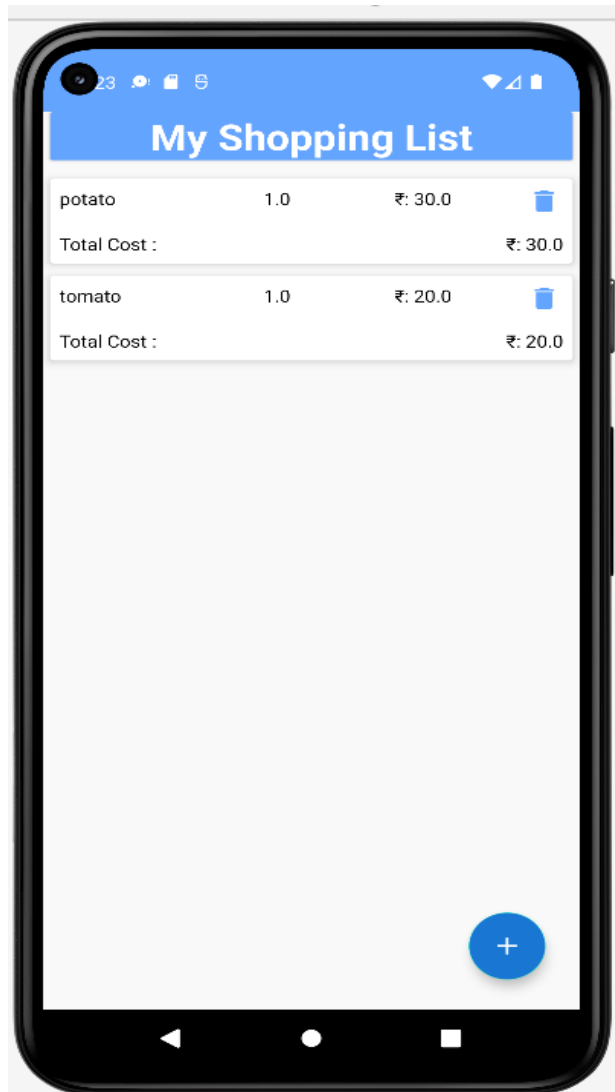 23
My Shopping List
potato 1.0 ₹: 30.0
Total Cost : ₹: 30.0
tomato 1.0 ₹: 20.0
Total Cost : ₹: 20.0
+